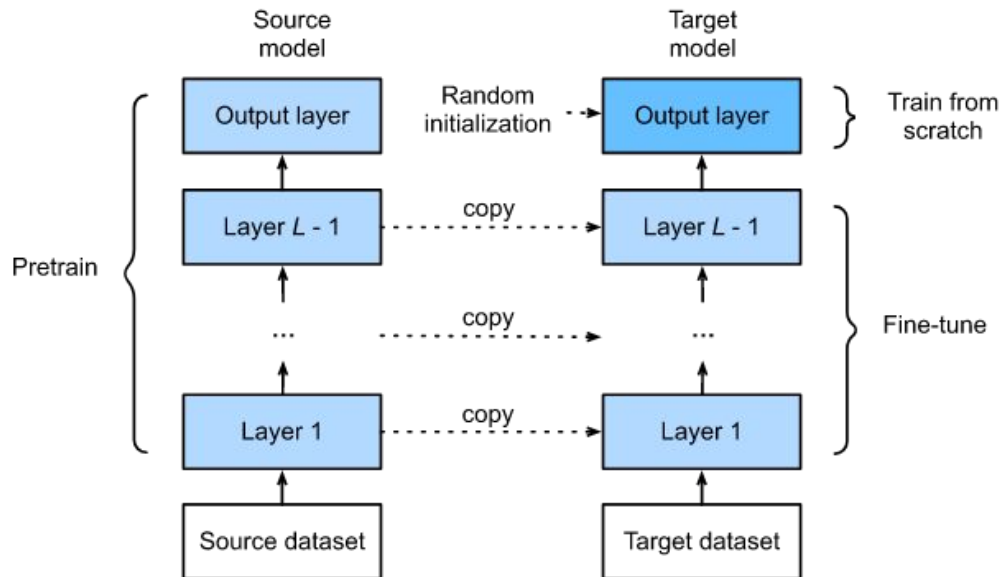 Source
model
Target
model
Output layer
Random
initialization
Output layer
Train from
scratch
Layer L - 1
copy
Layer L - 1
Pretrain
...
copy
...
Fine-tune
Layer 1
copy
Layer 1
Source dataset
Target dataset